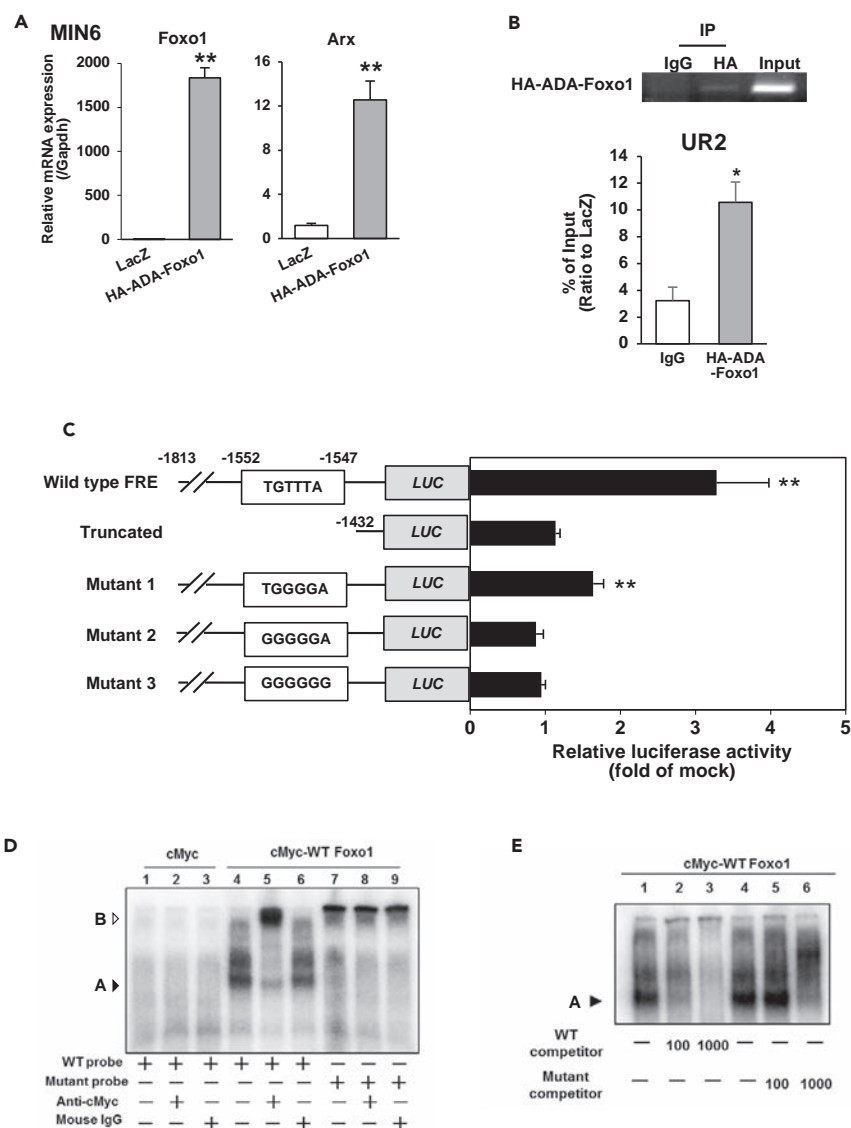 A
MIN6
Foxo1
Arx
Relative mRNA expression
(/Gapdh)
2000
1500
1000
500
0
**
LacZ
HA-ADA-Foxo1
16
12
8
4
0
**
LacZ
HA-ADA-Foxo1
B
IP
IgG HA Input
HA-ADA-Foxo1
UR2
% of Input
(Ratio to LacZ)
14
12
10
8
6
4
2
0
*
IgG
HA-ADA
-Foxo1
C
-1813 -1552 -1547
Wild type FRE TGTTTA LUC **
-1432
Truncated LUC
Mutant 1 TGGGGA LUC **
Mutant 2 GGGGGA LUC
Mutant 3 GGGGGG LUC
0 1 2 3 4 5
Relative luciferase activity
(fold of mock)
D
cMyc cMyc-WT Foxo1
1 2 3 4 5 6 7 8 9
B
A
WT probe + + + + + + − − −
Mutant probe − − − − − − + + +
Anti-cMyc − + − − + − − + −
Mouse IgG − − + − − + − − +
E
cMyc-WT Foxo1
1 2 3 4 5 6
A
WT
competitor
− 100 1000 − − −
Mutant
competitor
− − − − 100 1000